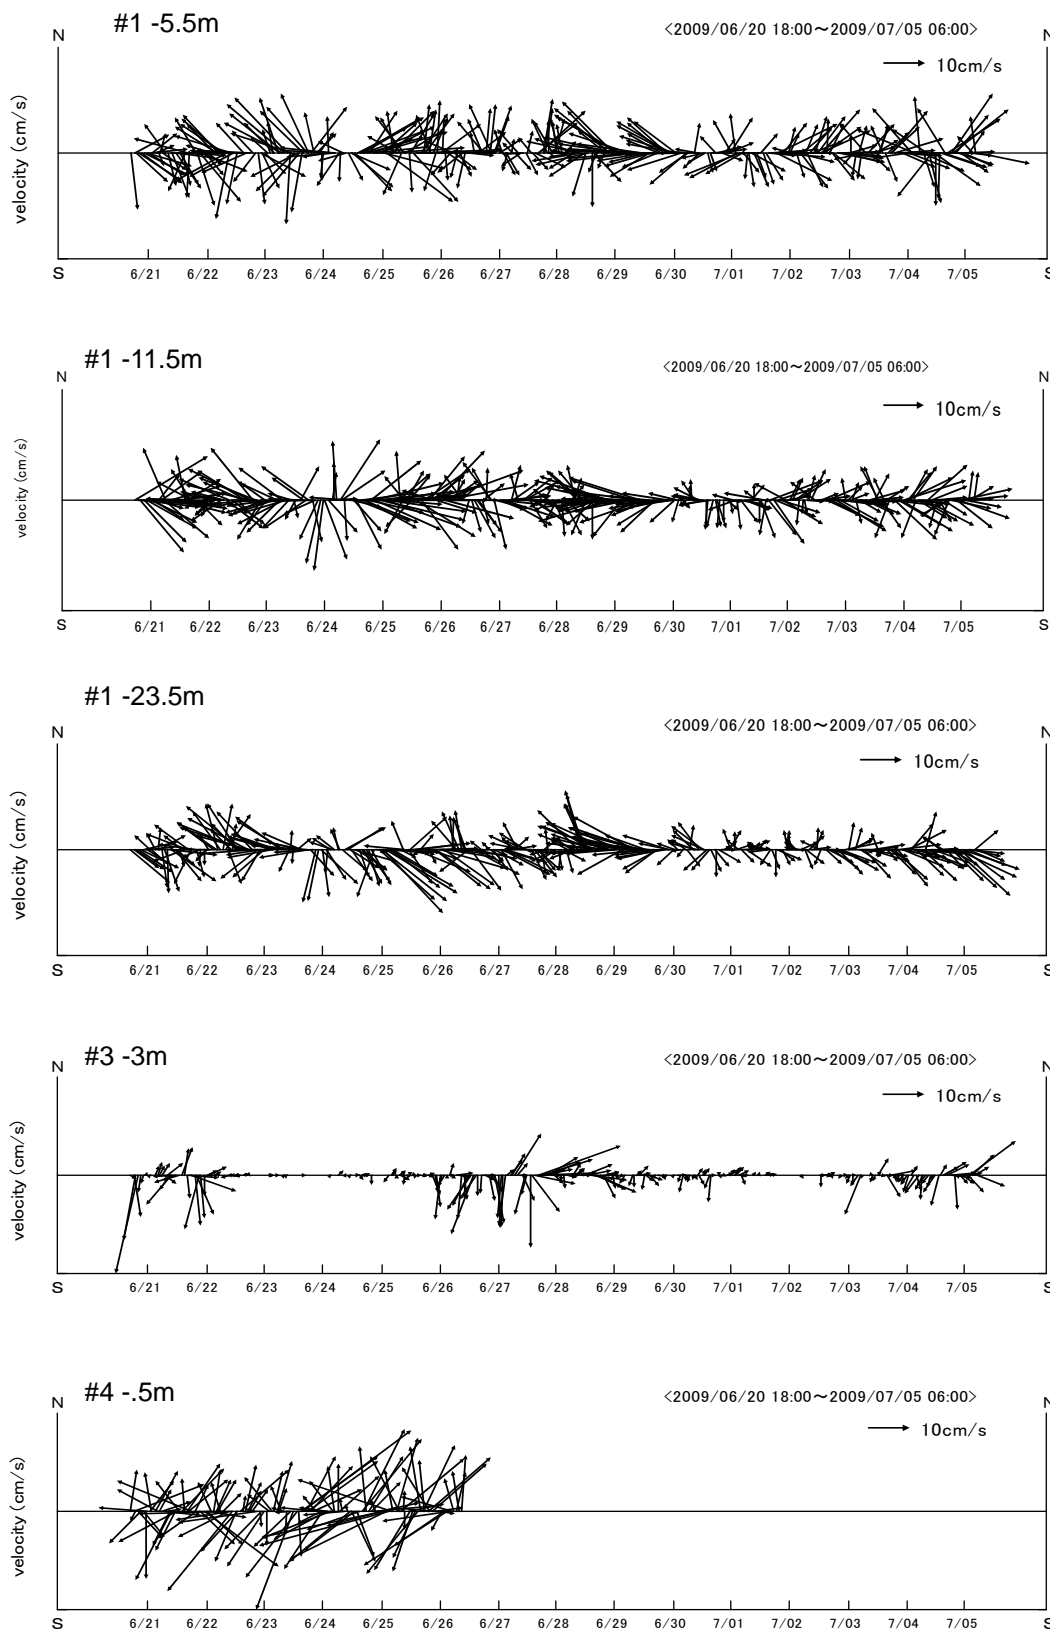 #1 -5.5m
<2009/06/20 18:00～2009/07/05 06:00>
N N
10cm/s
velocity (cm/s)
S S
6/21 6/22 6/23 6/24 6/25 6/26 6/27 6/28 6/29 6/30 7/01 7/02 7/03 7/04 7/05
#1 -11.5m
<2009/06/20 18:00～2009/07/05 06:00>
N N
10cm/s
velocity (cm/s)
S S
6/21 6/22 6/23 6/24 6/25 6/26 6/27 6/28 6/29 6/30 7/01 7/02 7/03 7/04 7/05
#1 -23.5m
<2009/06/20 18:00～2009/07/05 06:00>
N N
10cm/s
velocity (cm/s)
S S
6/21 6/22 6/23 6/24 6/25 6/26 6/27 6/28 6/29 6/30 7/01 7/02 7/03 7/04 7/05
#3 -3m
<2009/06/20 18:00～2009/07/05 06:00>
N N
10cm/s
velocity (cm/s)
S S
6/21 6/22 6/23 6/24 6/25 6/26 6/27 6/28 6/29 6/30 7/01 7/02 7/03 7/04 7/05
#4 -.5m
<2009/06/20 18:00～2009/07/05 06:00>
N N
10cm/s
velocity (cm/s)
S S
6/21 6/22 6/23 6/24 6/25 6/26 6/27 6/28 6/29 6/30 7/01 7/02 7/03 7/04 7/05